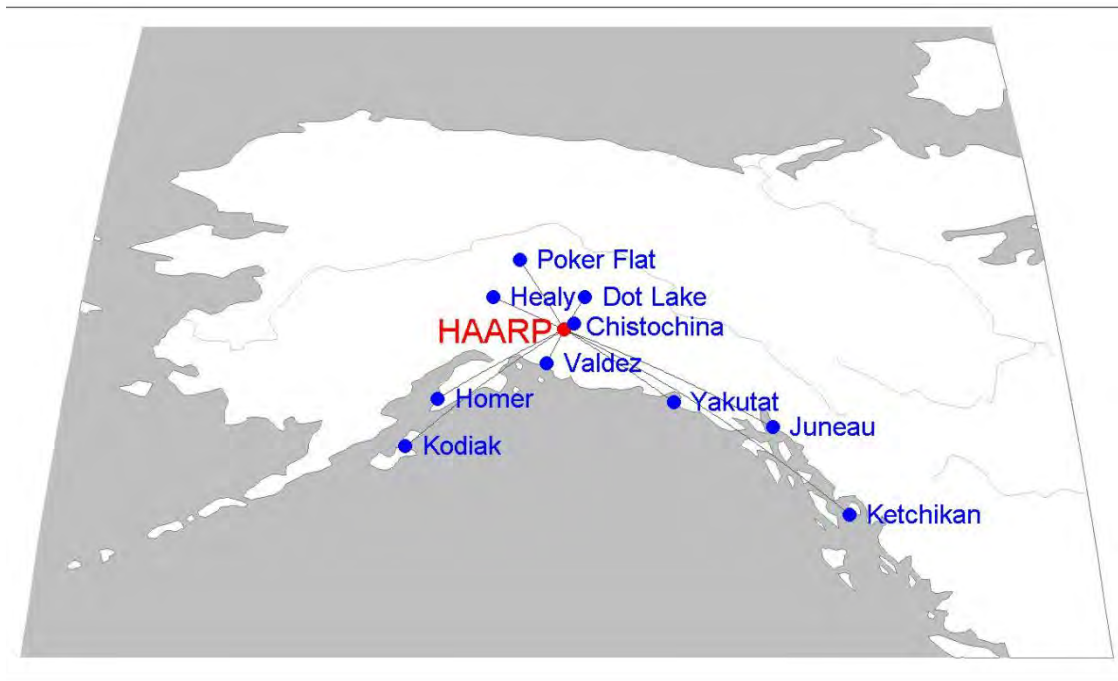 Poker Flat
Healy
Dot Lake
HAARP
Chistochina
Valdez
Homer
Yakutat
Juneau
Kodiak
Ketchikan